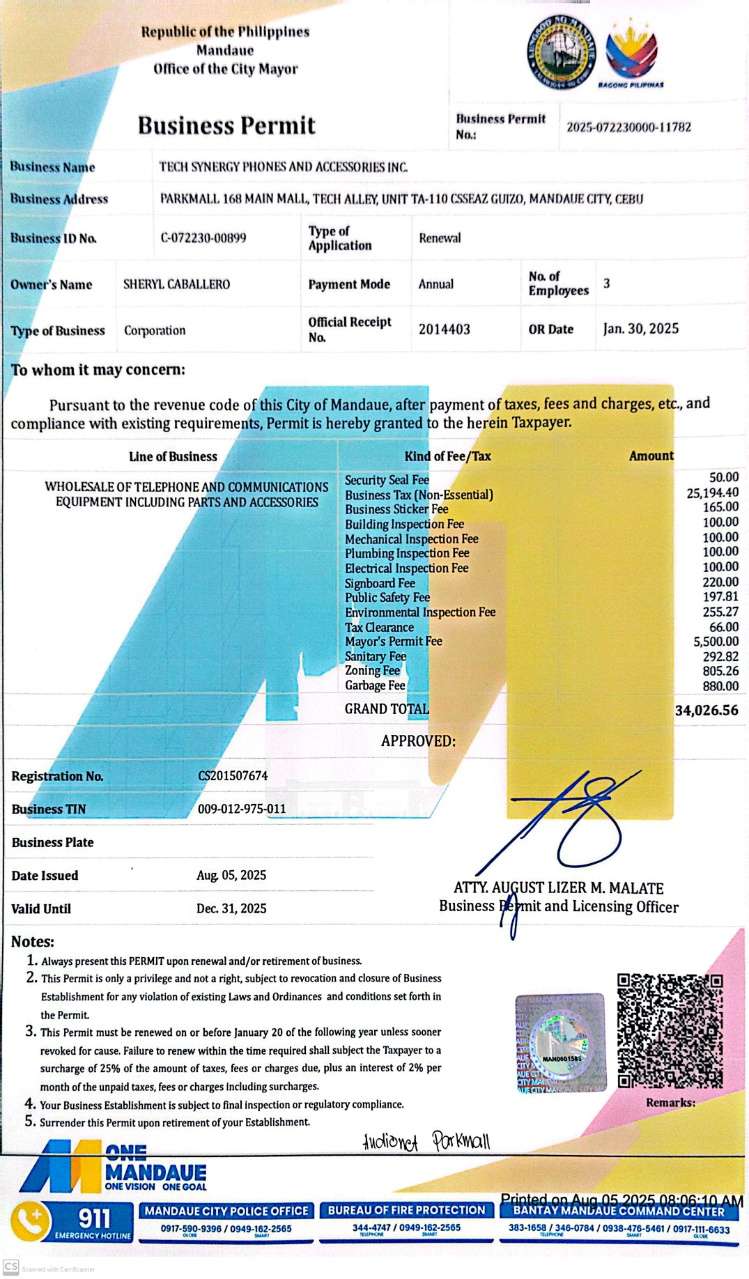 Republic of the Philippines
Mandaue
Office of the City Mayor
BAGONG PILIPINAS
Business Permit
Business Permit No.: 2025-072230000-11782
Business Name TECH SYNERGY PHONES AND ACCESSORIES INC.
Business Address PARKMALL 168 MAIN MALL, TECH ALLEY, UNIT TA-110 CSSEAZ GUIZO, MANDAUE CITY, CEBU
Business ID No. C-072230-00899 Type of Application Renewal
Owner's Name SHERYL CABALLERO Payment Mode Annual No. of Employees 3
Type of Business Corporation Official Receipt No. 2014403 OR Date Jan. 30, 2025
To whom it may concern:
Pursuant to the revenue code of this City of Mandaue, after payment of taxes, fees and charges, etc., and
compliance with existing requirements, Permit is hereby granted to the herein Taxpayer.
Line of Business Kind of Fee/Tax Amount
WHOLESALE OF TELEPHONE AND COMMUNICATIONS
EQUIPMENT INCLUDING PARTS AND ACCESSORIES
Security Seal Fee 50.00
Business Tax (Non-Essential) 25,194.40
Business Sticker Fee 165.00
Building Inspection Fee 100.00
Mechanical Inspection Fee 100.00
Plumbing Inspection Fee 100.00
Electrical Inspection Fee 100.00
Signboard Fee 220.00
Public Safety Fee 197.81
Environmental Inspection Fee 255.27
Tax Clearance 66.00
Mayor's Permit Fee 5,500.00
Sanitary Fee 292.82
Zoning Fee 805.26
Garbage Fee 880.00
GRAND TOTAL 34,026.56
APPROVED:
Registration No. CS201507674
Business TIN 009-012-975-011
Business Plate
Date Issued Aug. 05, 2025
Valid Until Dec. 31, 2025
ATTY. AUGUST LIZER M. MALATE
Business Permit and Licensing Officer
Notes:
1. Always present this PERMIT upon renewal and/or retirement of business.
2. This Permit is only a privilege and not a right, subject to revocation and closure of Business
Establishment for any violation of existing Laws and Ordinances and conditions set forth in
the Permit.
3. This Permit must be renewed on or before January 20 of the following year unless sooner
revoked for cause. Failure to renew within the time required shall subject the Taxpayer to a
surcharge of 25% of the amount of taxes, fees or charges due, plus an interest of 2% per
month of the unpaid taxes, fees or charges including surcharges.
4. Your Business Establishment is subject to final inspection or regulatory compliance.
5. Surrender this Permit upon retirement of your Establishment.
Remarks:
Audionet Parkmall
ONE
MANDAUE
ONE VISION ONE GOAL
Printed on Aug 05 2025 08:06:10 AM
911
EMERGENCY HOTLINE
MANDAUE CITY POLICE OFFICE
0917-590-9396 / 0949-162-2565
GLOBE SMART
BUREAU OF FIRE PROTECTION
344-4747 / 0949-162-2565
TELEPHONE SMART
BANTAY MANDAUE COMMAND CENTER
383-1658 / 346-0784 / 0938-476-5461 / 0917-111-6633
TELEPHONE SMART GLOBE
CS Scanned with CamScanner